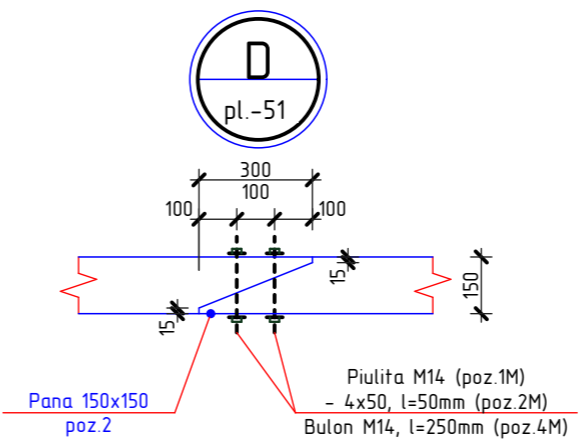 D
pl.-51
300
100
100
100
15
150
15
Pana 150x150
poz.2
Piulita M14 (poz.1M)
- 4x50, l=50mm (poz.2M)
Bulon M14, l=250mm (poz.4M)